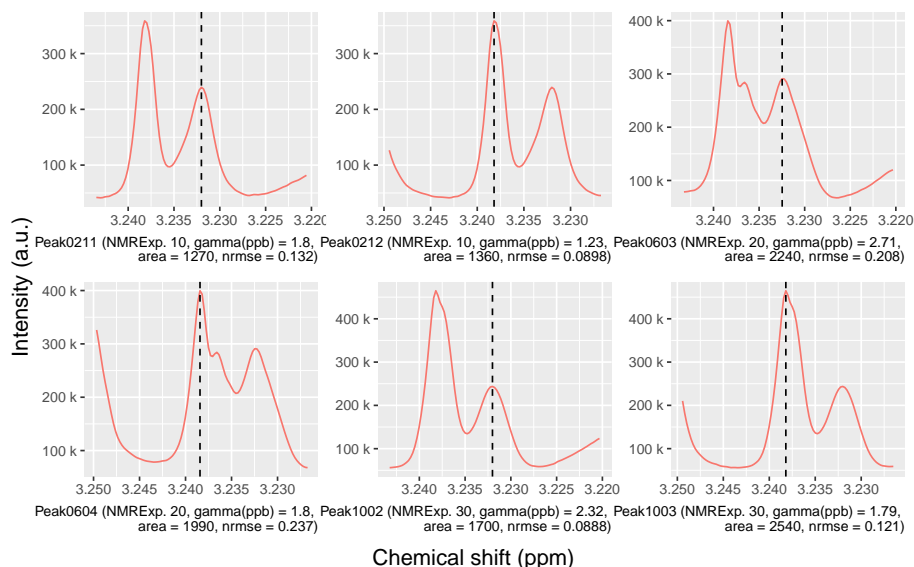 300 k
200 k
100 k
3.240 3.235 3.230 3.225 3.220
Peak0211 (NMRExp. 10, gamma(ppb) = 1.8,
area = 1270, nrmse = 0.132)
300 k
200 k
100 k
3.250 3.245 3.240 3.235 3.230
Peak0212 (NMRExp. 10, gamma(ppb) = 1.23,
area = 1360, nrmse = 0.0898)
400 k
300 k
200 k
100 k
3.240 3.235 3.230 3.225 3.220
Peak0603 (NMRExp. 20, gamma(ppb) = 2.71,
area = 2240, nrmse = 0.208)
Intensity (a.u.)
400 k
300 k
200 k
100 k
3.250 3.245 3.240 3.235 3.230
Peak0604 (NMRExp. 20, gamma(ppb) = 1.8,
area = 1990, nrmse = 0.237)
400 k
300 k
200 k
100 k
3.240 3.235 3.230 3.225 3.220
Peak1002 (NMRExp. 30, gamma(ppb) = 2.32,
area = 1700, nrmse = 0.0888)
400 k
300 k
200 k
100 k
3.250 3.245 3.240 3.235 3.230
Peak1003 (NMRExp. 30, gamma(ppb) = 1.79,
area = 2540, nrmse = 0.121)
Chemical shift (ppm)